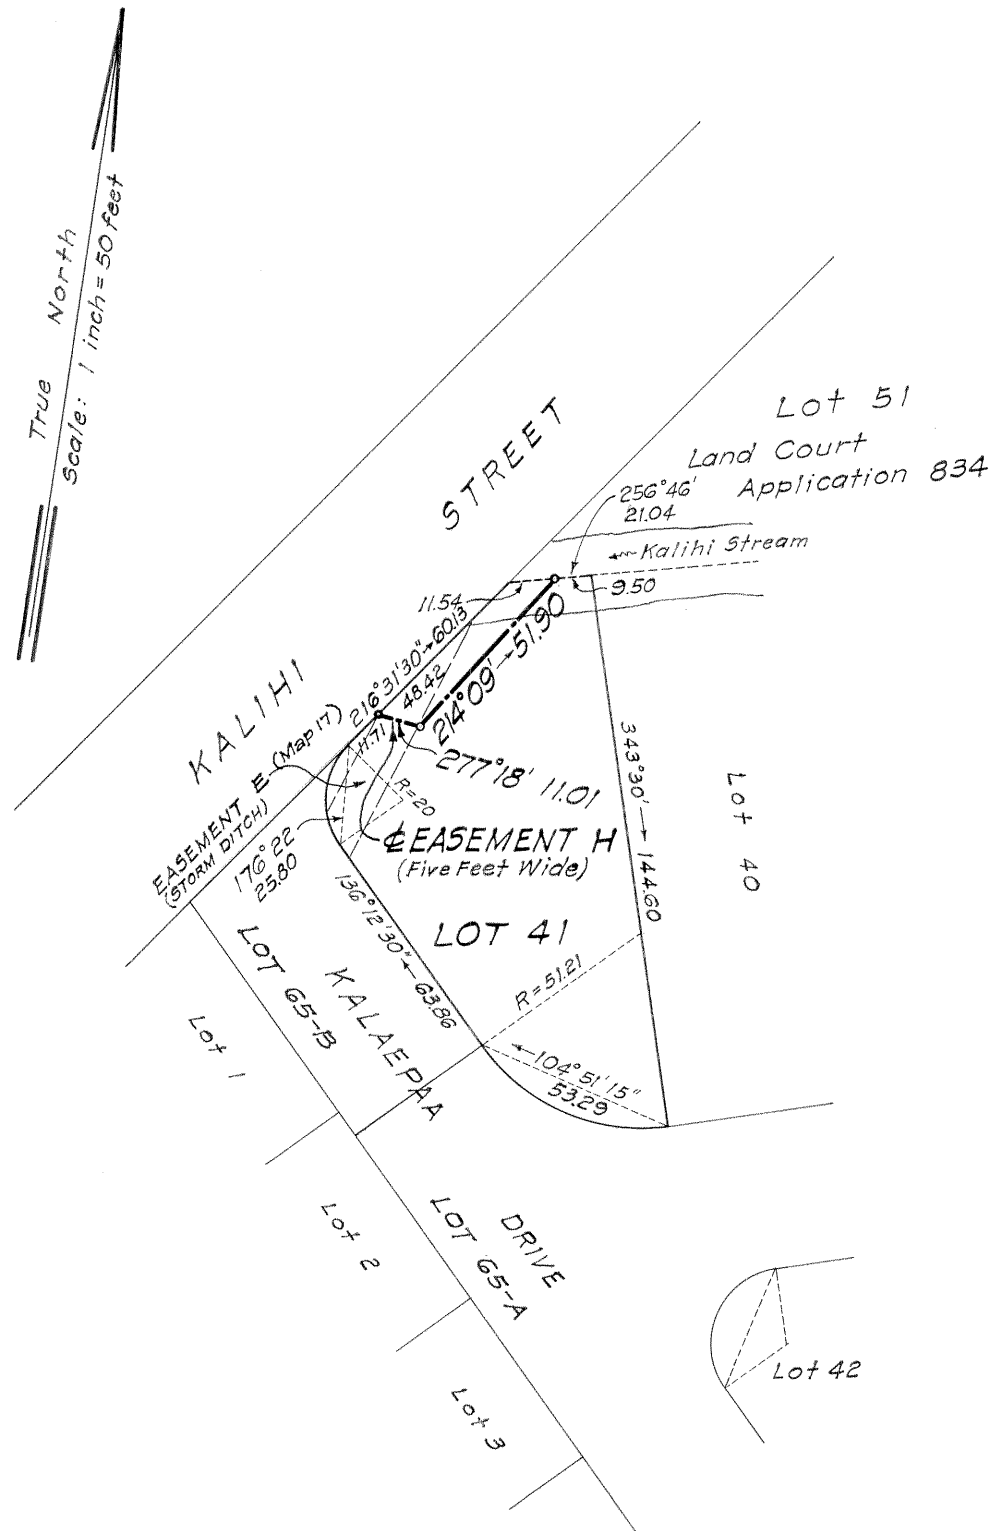 True North
Scale: 1 inch = 50 feet
KALIHI STREET
Lot 51
Land Court
Application 834
256°46'
21.04
Kalihi Stream
9.50
11.54
216°31'30" 60.13
48.42
11.71
214°09' 51.90
277°18' 11.01
R=20
EASEMENT E (Map 17)
(STORM DITCH)
176°22
25.80
℄ EASEMENT H
(Five Feet Wide)
343°30' 144.60
Lot 40
LOT 41
136°12'30" 63.86
R=51.21
104°51'15"
53.29
LOT 65-B
KALAEPAA
DRIVE
LOT 65-A
Lot 1
Lot 2
Lot 3
Lot 42